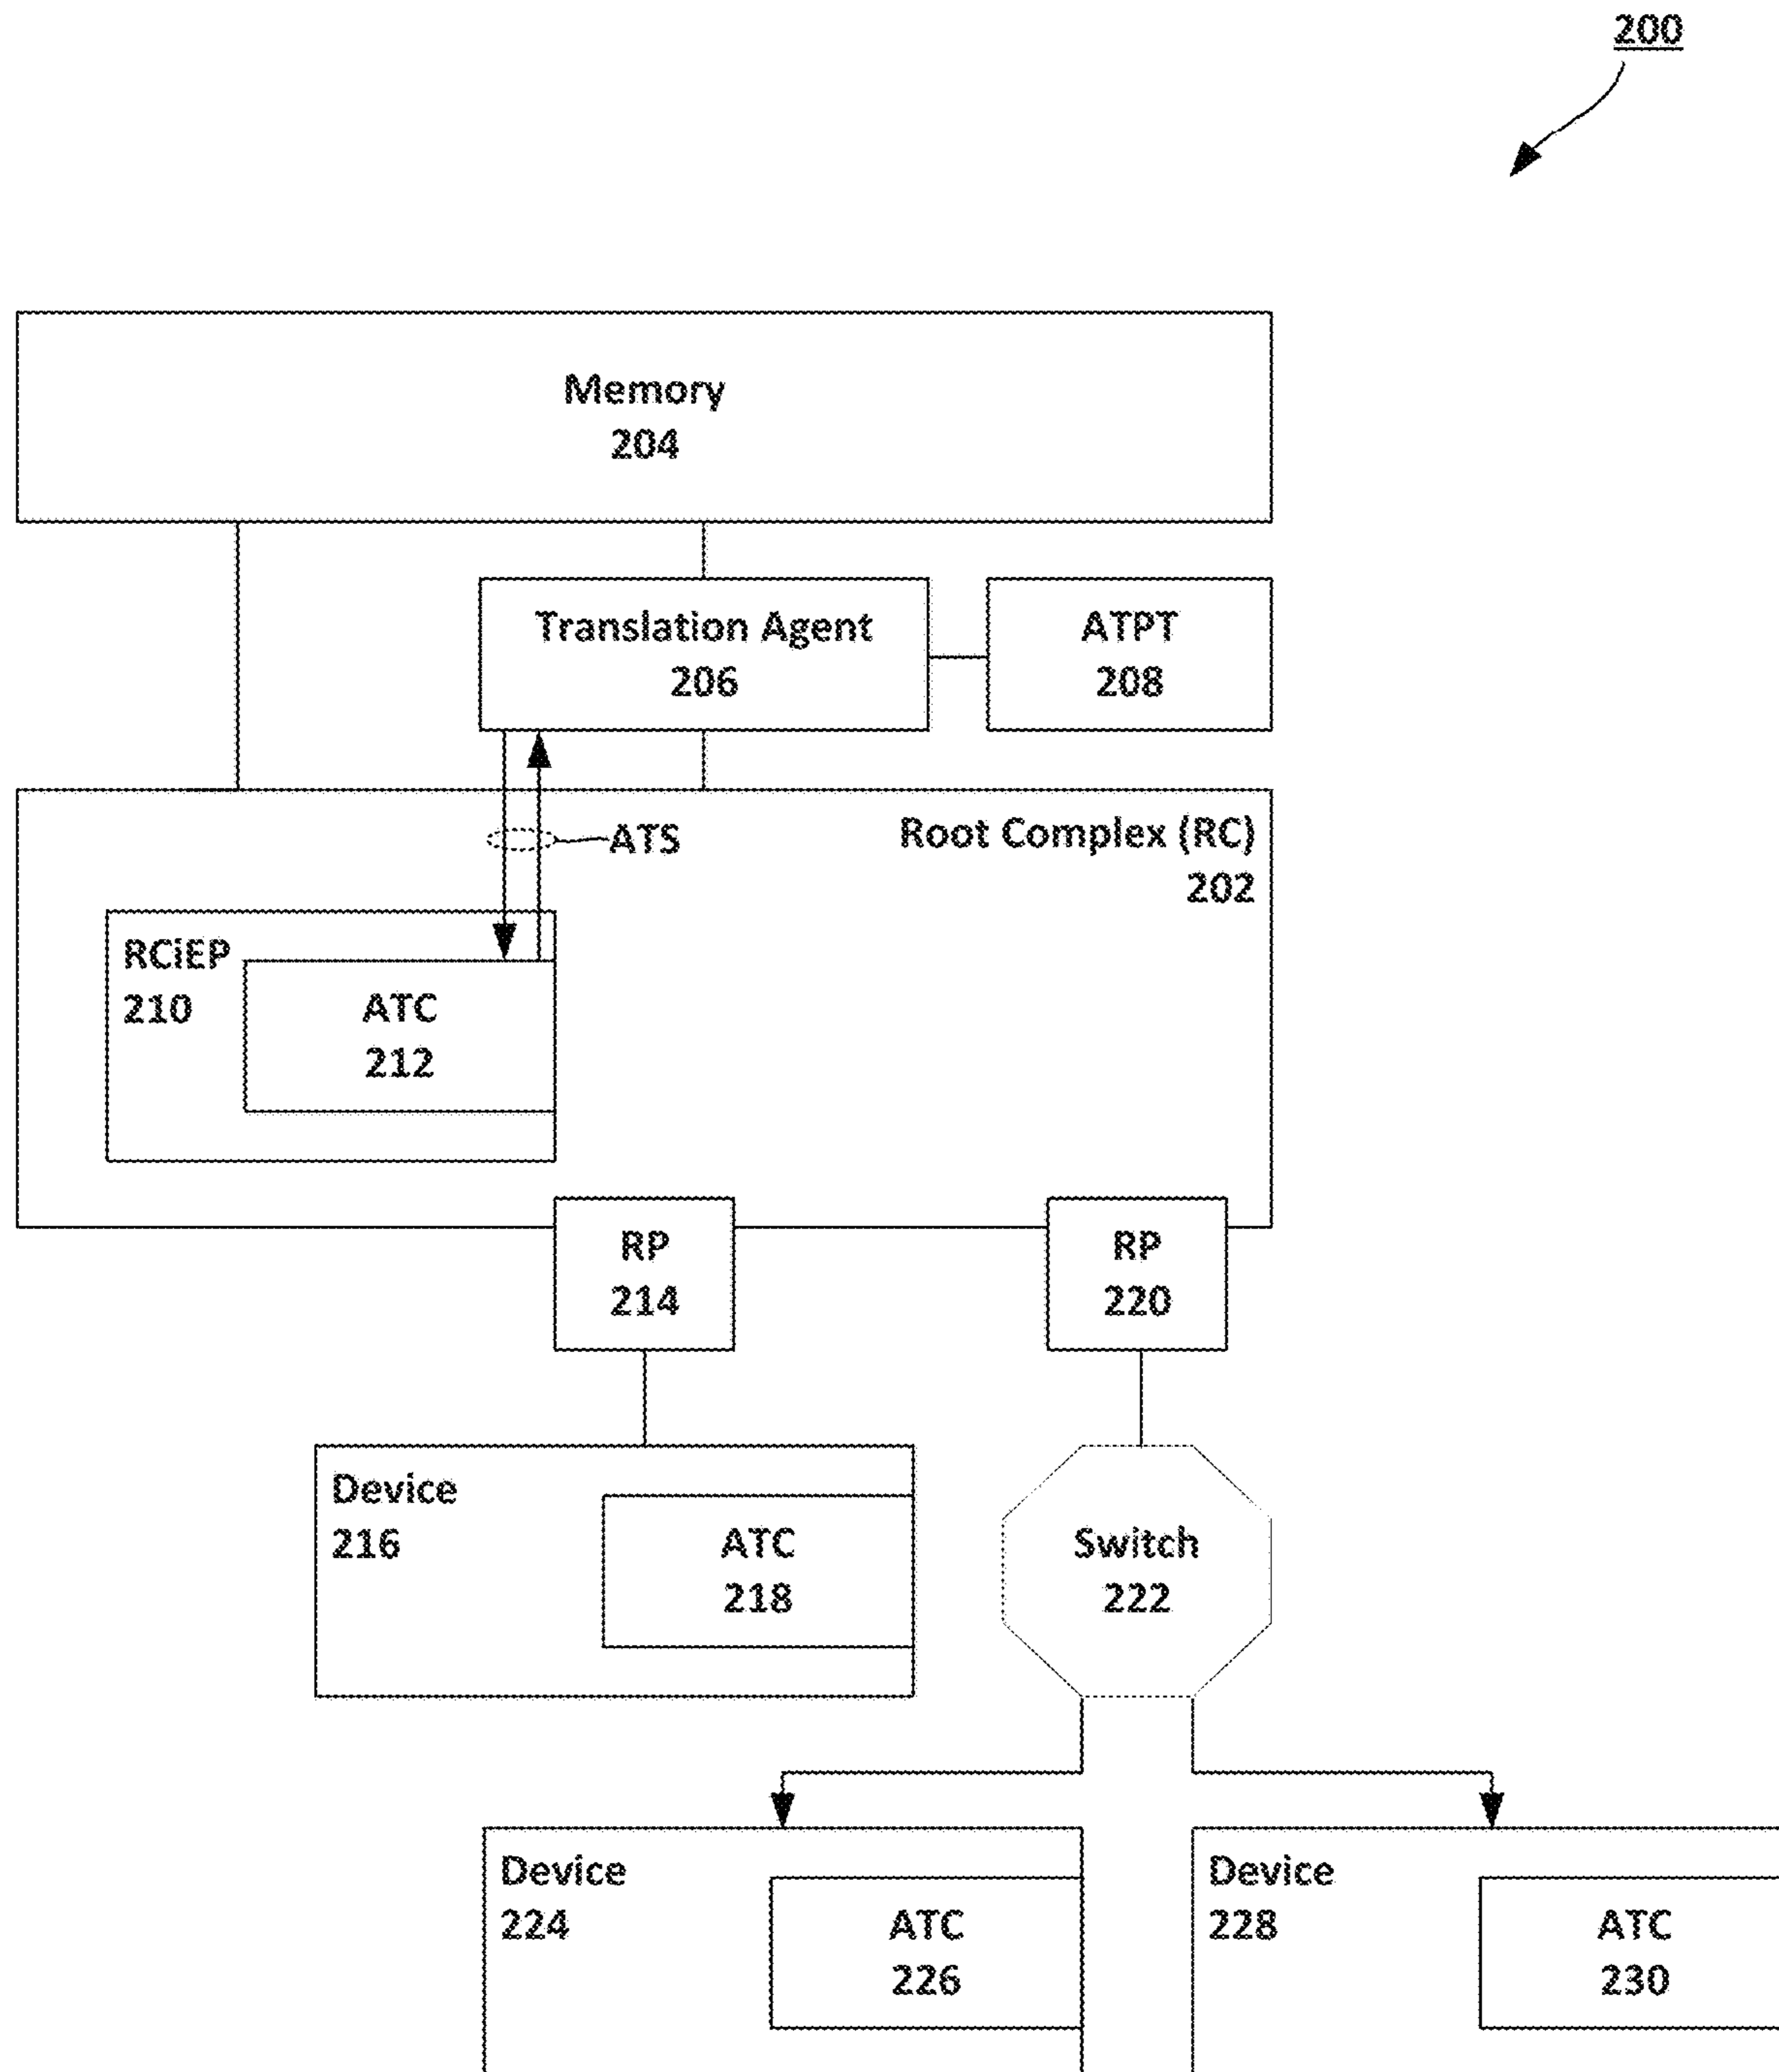 200
Memory
204
Translation Agent
206
ATPT
208
ATS
Root Complex (RC)
202
RCiEP
210
ATC
212
RP
214
RP
220
Device
216
ATC
218
Switch
222
Device
224
ATC
226
Device
228
ATC
230